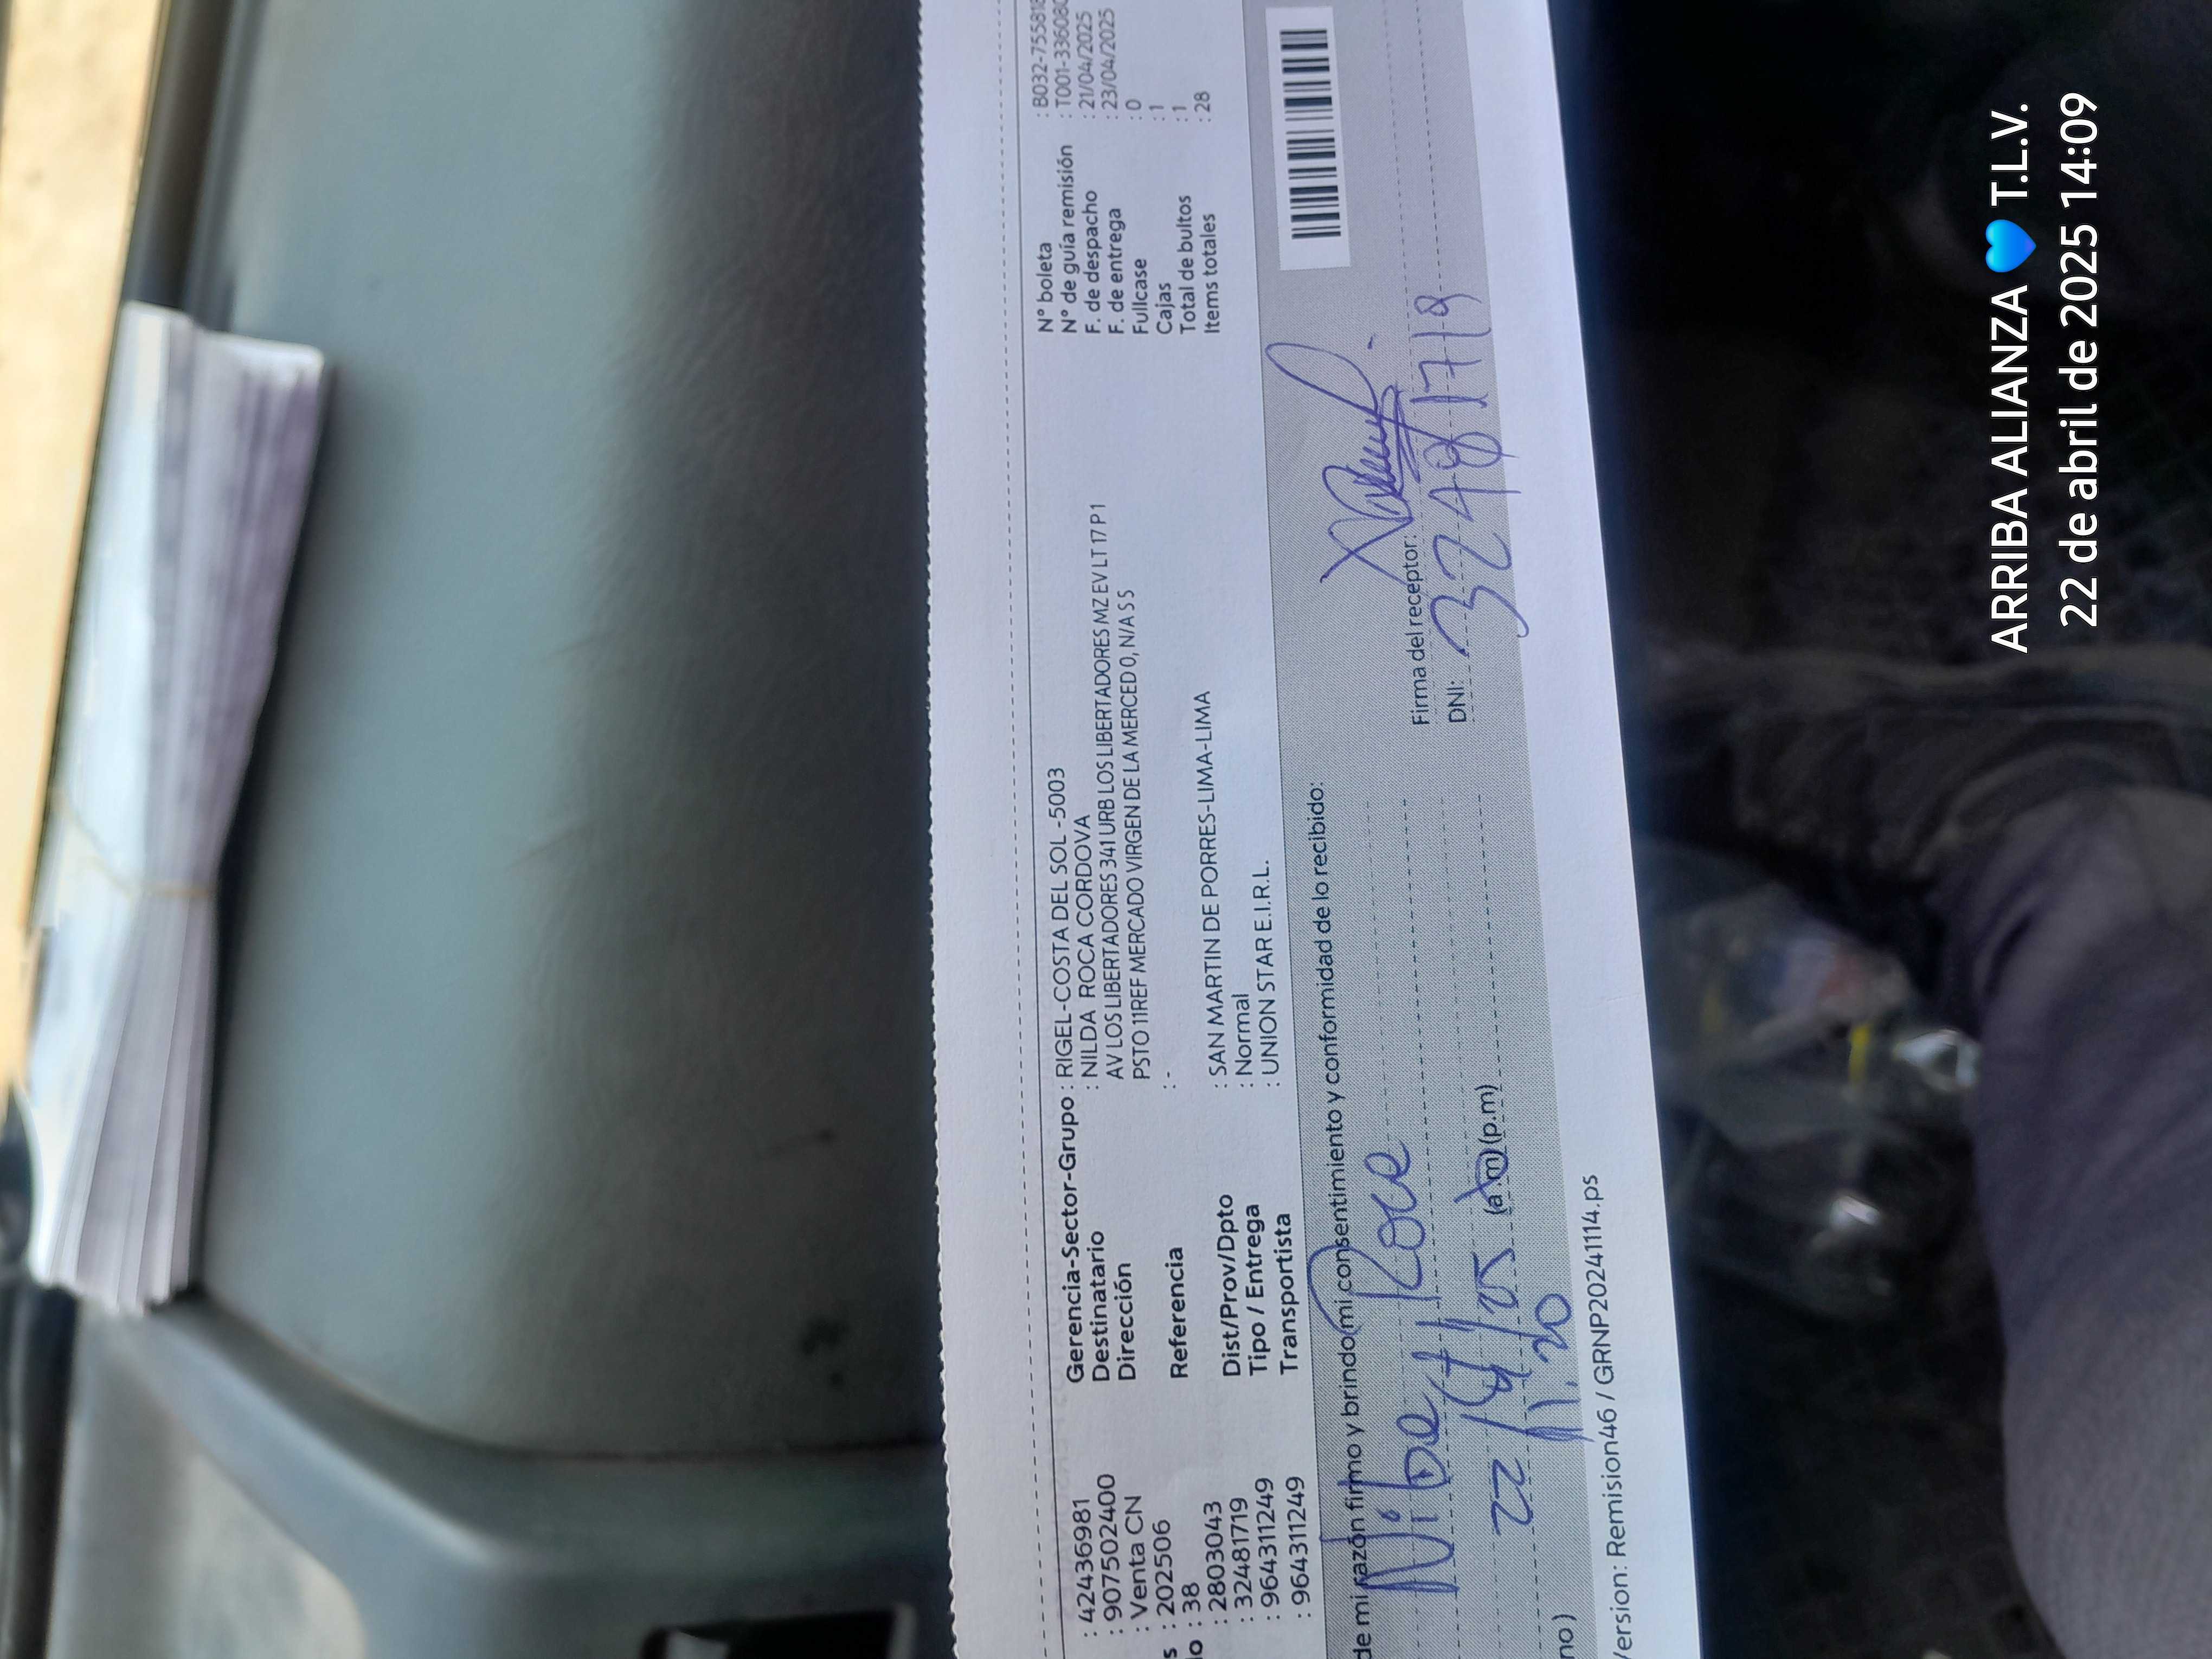 : 42436981
: 907502400
: Venta CN
s : 202506
o : 38
: 2803043
: 32481719
: 964311249
: 964311249
Gerencia-Sector-Grupo : RIGEL-COSTA DEL SOL -5003
Destinatario : NILDA ROCA CORDOVA
Dirección AV LOS LIBERTADORES 341 URB LOS LIBERTADORES MZ EV LT 17 P1
PSTO 11REF MERCADO VIRGEN DE LA MERCED 0, N/A S S
Referencia : -
Dist/Prov/Dpto : SAN MARTIN DE PORRES-LIMA-LIMA
Tipo / Entrega : Normal
Transportista : UNION STAR E.I.R.L.
N° boleta : B032-755818
N° de guía remisión : T001-336080
F. de despacho : 21/04/2025
F. de entrega : 23/04/2025
Fullcase : 0
Cajas : 1
Total de bultos : 1
Items totales : 28
de mi razón firmo y brindo mi consentimiento y conformidad de lo recibido:
Roca
22/04/25 (a.m)(p.m)
11:20
Firma del receptor:
DNI: 32481719
no)
Version: Remision46 / GRNP20241114.ps
ARRIBA ALIANZA 💙 T.L.V.
22 de abril de 2025 14:09